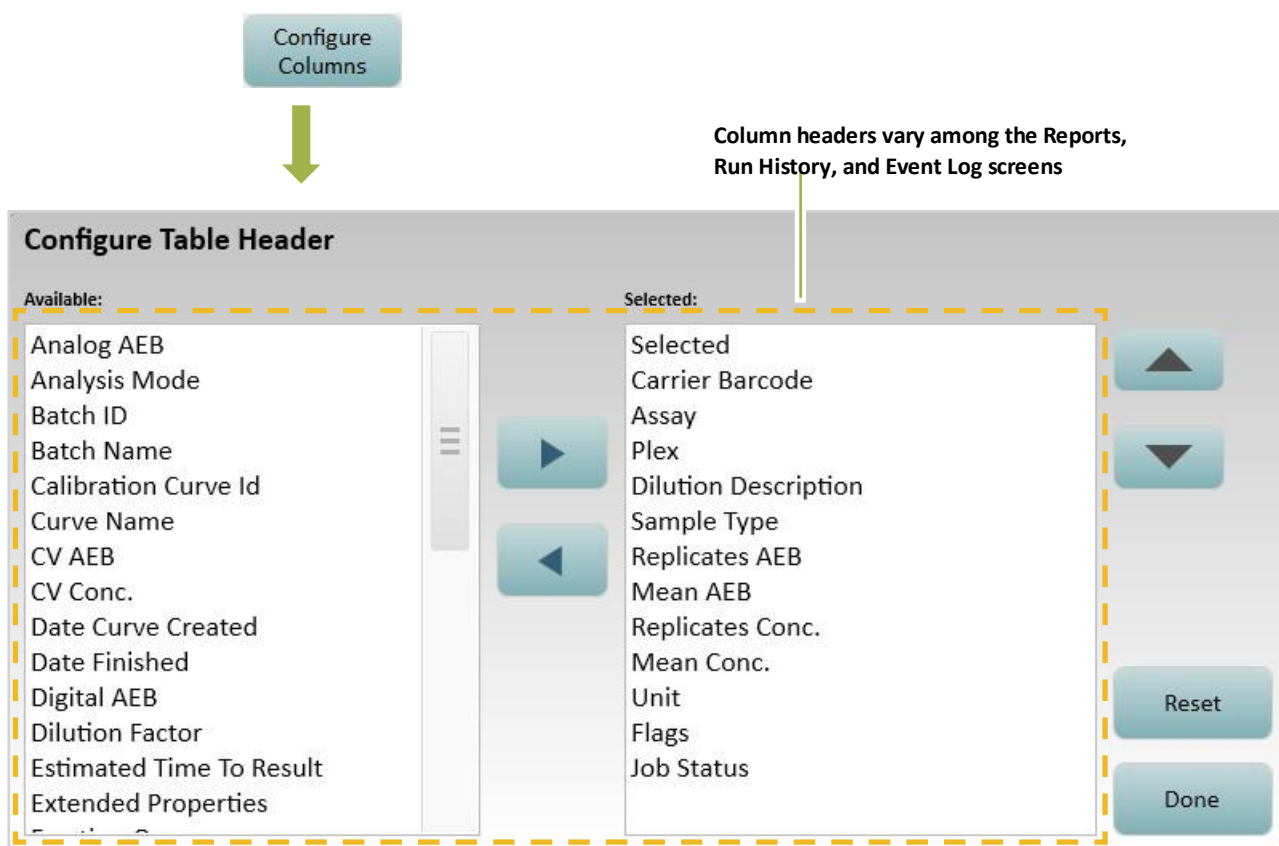 Configure
Columns
Column headers vary among the Reports,
Run History, and Event Log screens
Configure Table Header
Available:
Analog AEB
Analysis Mode
Batch ID
Batch Name
Calibration Curve Id
Curve Name
CV AEB
CV Conc.
Date Curve Created
Date Finished
Digital AEB
Dilution Factor
Estimated Time To Result
Extended Properties
Selected:
Selected
Carrier Barcode
Assay
Plex
Dilution Description
Sample Type
Replicates AEB
Mean AEB
Replicates Conc.
Mean Conc.
Unit
Flags
Job Status
Reset
Done